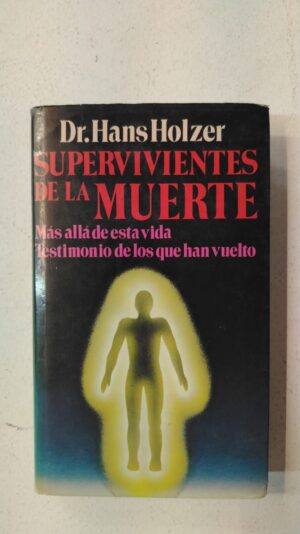 Dr. Hans Holzer
SUPERVIVIENTES
DE LA MUERTE
Más allá de esta vida
Testimonio de los que han vuelto